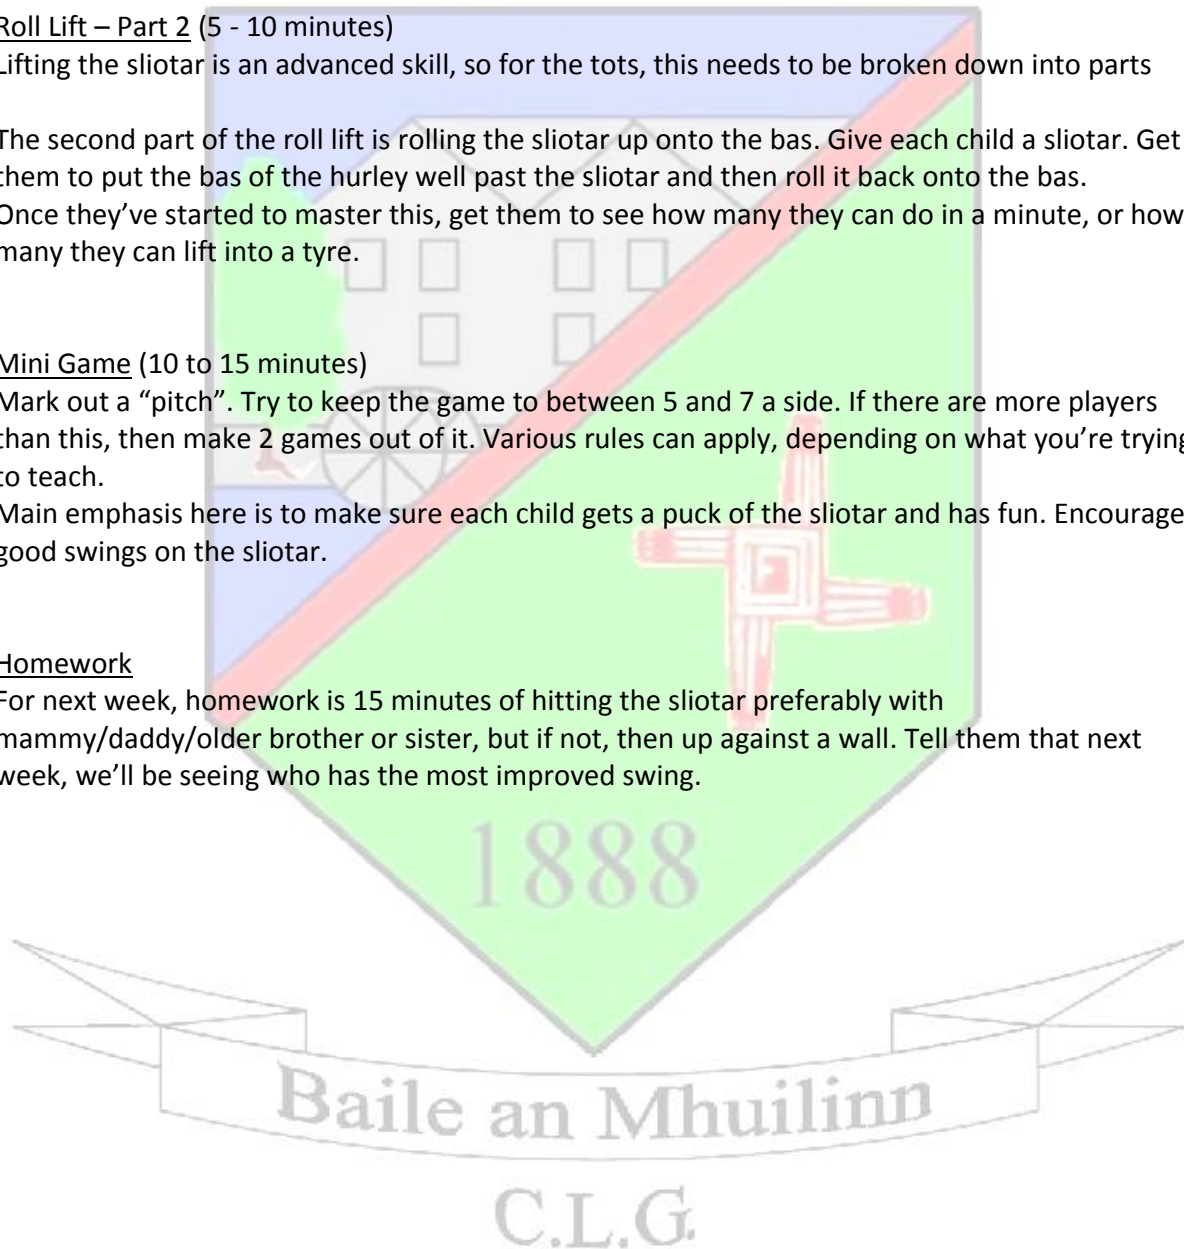 Roll Lift – Part 2 (5 - 10 minutes)
Lifting the sliotar is an advanced skill, so for the tots, this needs to be broken down into parts
The second part of the roll lift is rolling the sliotar up onto the bas. Give each child a sliotar. Get
them to put the bas of the hurley well past the sliotar and then roll it back onto the bas.
Once they’ve started to master this, get them to see how many they can do in a minute, or how
many they can lift into a tyre.
Mini Game (10 to 15 minutes)
Mark out a “pitch”. Try to keep the game to between 5 and 7 a side. If there are more players
than this, then make 2 games out of it. Various rules can apply, depending on what you’re trying
to teach.
Main emphasis here is to make sure each child gets a puck of the sliotar and has fun. Encourage
good swings on the sliotar.
Homework
For next week, homework is 15 minutes of hitting the sliotar preferably with
mammy/daddy/older brother or sister, but if not, then up against a wall. Tell them that next
week, we’ll be seeing who has the most improved swing.
1888
Baile an Mhuilinn
C.L.G.